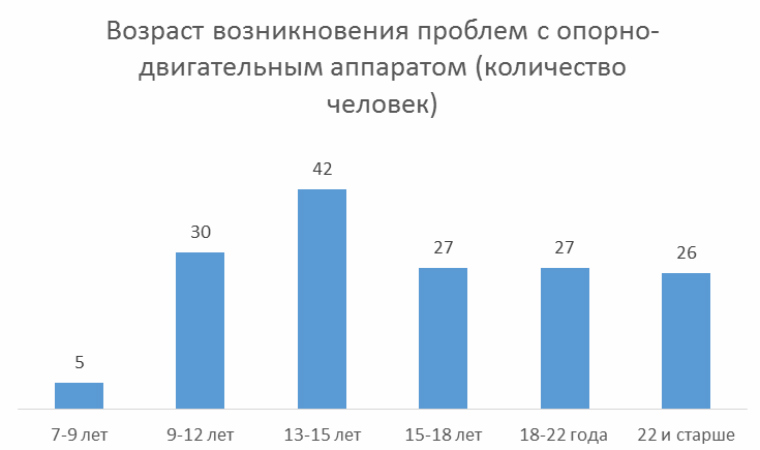 Возраст возникновения проблем с опорно-
двигательным аппаратом (количество
человек)
42
30
27
27
26
5
7-9 лет
9-12 лет
13-15 лет
15-18 лет
18-22 года
22 и старше